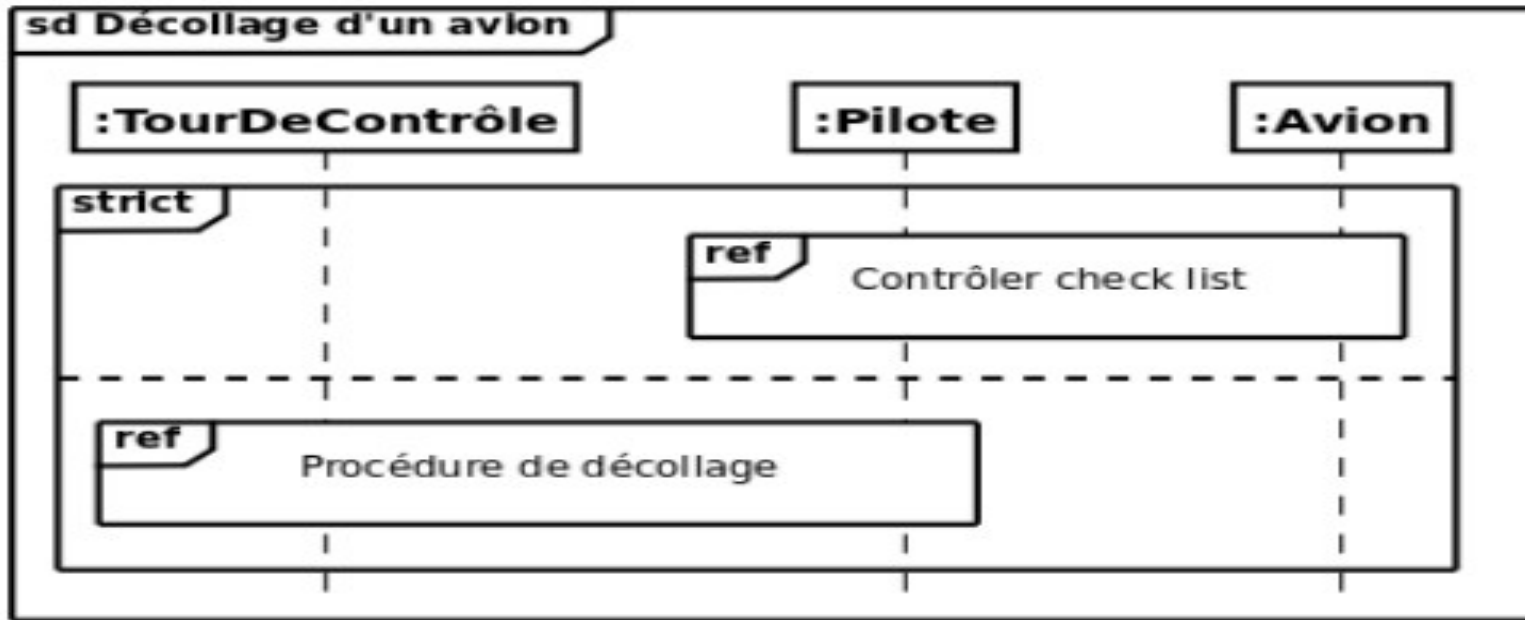 sd Décollage d'un avion
:TourDeContrôle :Pilote :Avion
strict
ref
Contrôler check list
ref
Procédure de décollage